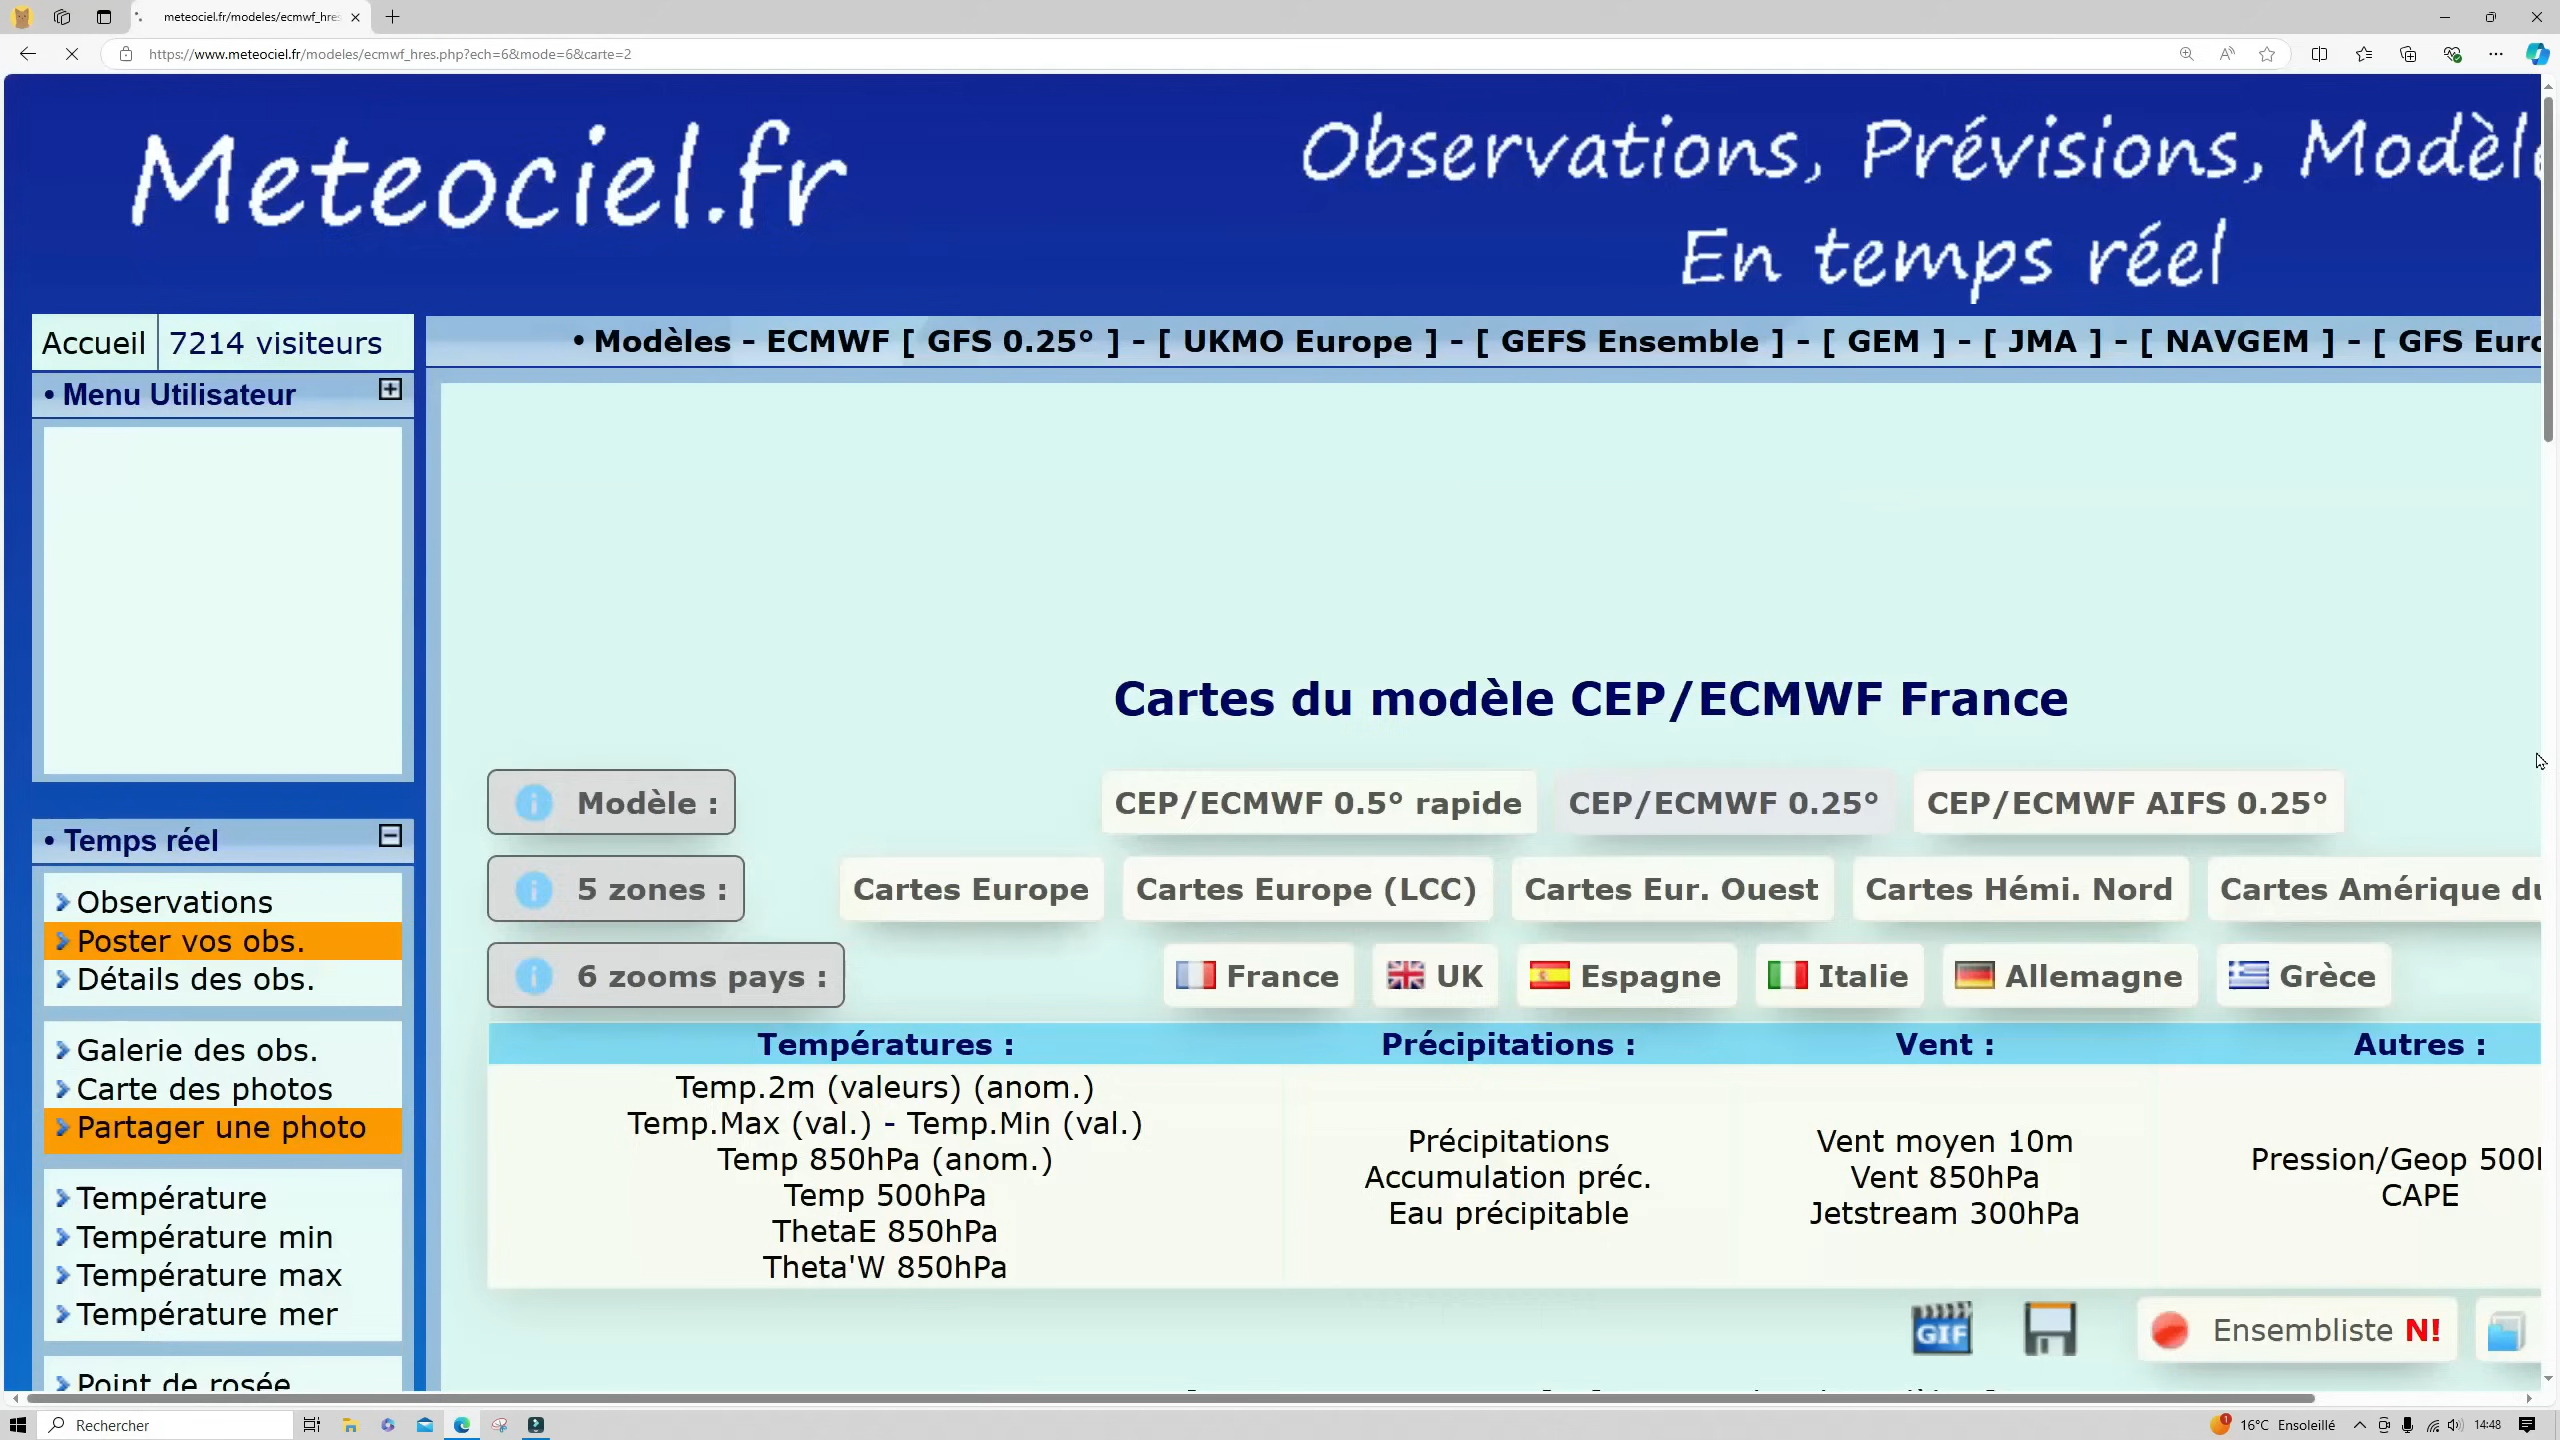 meteociel.fr/modeles/ecmwf_hres
https://www.meteociel.fr/modeles/ecmwf_hres.php?ech=6&mode=6&carte=2
Meteociel.fr
Observations, Prévisions, Modèle
En temps réel
Accueil 7214 visiteurs
• Modèles - ECMWF [ GFS 0.25° ] - [ UKMO Europe ] - [ GEFS Ensemble ] - [ GEM ] - [ JMA ] - [ NAVGEM ] - [ GFS Euro
• Menu Utilisateur
Cartes du modèle CEP/ECMWF France
Modèle :
CEP/ECMWF 0.5° rapide
CEP/ECMWF 0.25°
CEP/ECMWF AIFS 0.25°
5 zones :
Cartes Europe
Cartes Europe (LCC)
Cartes Eur. Ouest
Cartes Hémi. Nord
Cartes Amérique du
6 zooms pays :
France
UK
Espagne
Italie
Allemagne
Grèce
Températures :
Temp.2m (valeurs) (anom.)
Temp.Max (val.) - Temp.Min (val.)
Temp 850hPa (anom.)
Temp 500hPa
ThetaE 850hPa
Theta'W 850hPa
Précipitations :
Précipitations
Accumulation préc.
Eau précipitable
Vent :
Vent moyen 10m
Vent 850hPa
Jetstream 300hPa
Autres :
Pression/Geop 500h
CAPE
GIF
Ensembliste N!
• Temps réel
Observations
Poster vos obs.
Détails des obs.
Galerie des obs.
Carte des photos
Partager une photo
Température
Température min
Température max
Température mer
Point de rosée
Rechercher
16°C Ensoleillé
14:48